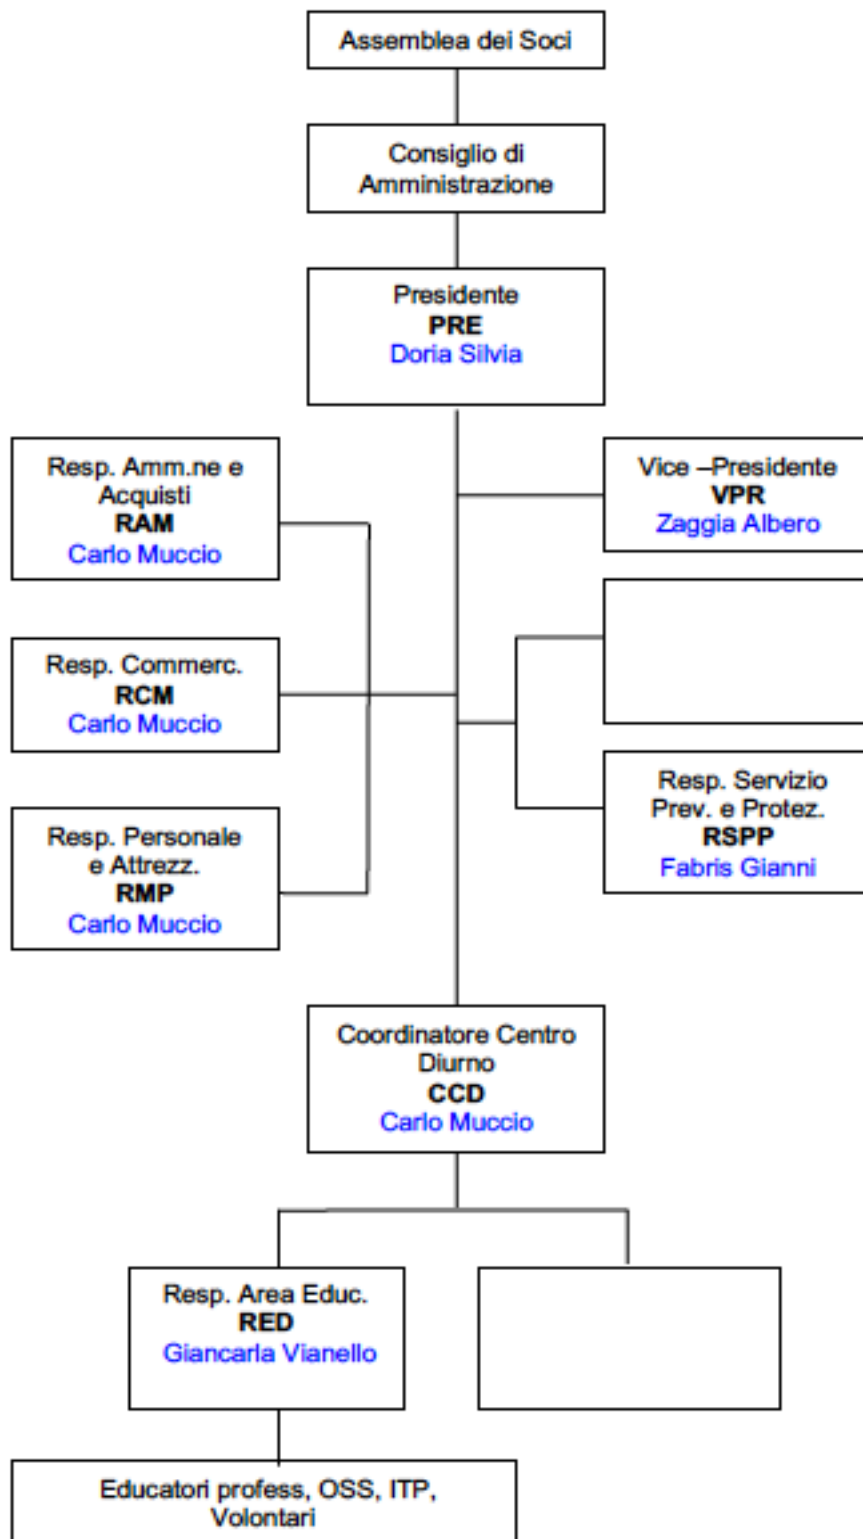 Assemblea dei Soci
Consiglio di
Amministrazione
Presidente
PRE
Doria Silvia
Resp. Amm.ne e
Acquisti
RAM
Carlo Muccio
Vice –Presidente
VPR
Zaggia Albero
Resp. Commerc.
RCM
Carlo Muccio
Resp. Servizio
Prev. e Protez.
RSPP
Fabris Gianni
Resp. Personale
e Attrezz.
RMP
Carlo Muccio
Coordinatore Centro
Diurno
CCD
Carlo Muccio
Resp. Area Educ.
RED
Giancarla Vianello
Educatori profess, OSS, ITP,
Volontari